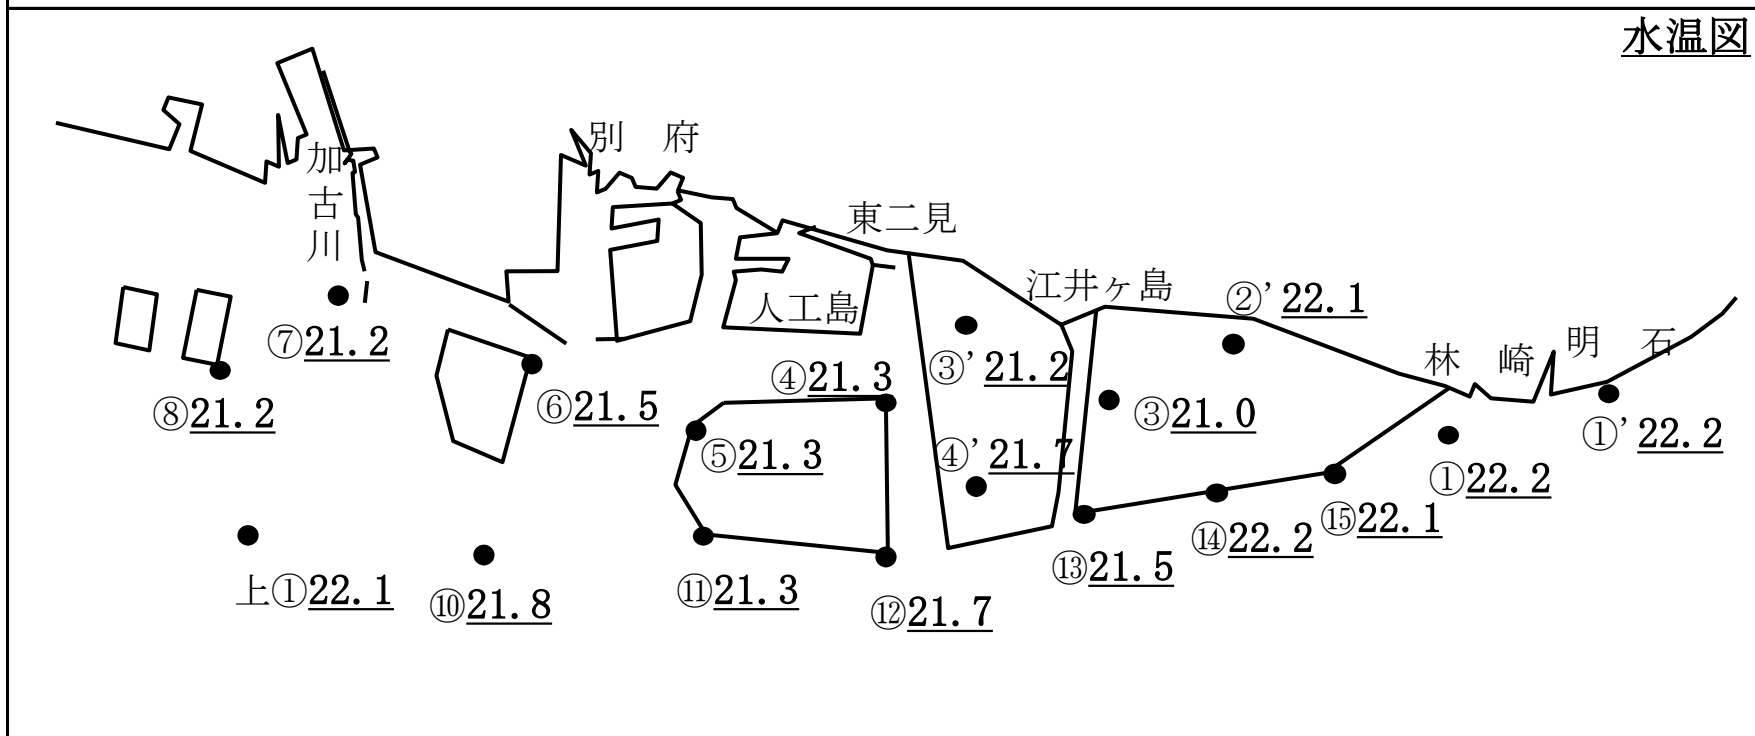 水温図
別 府
加古川
東二見
江井ヶ島
②'22.1
人工島
明 石
林 崎
⑦21.2
③'21.2
④21.3
⑧21.2
⑥21.5
③21.0
①'22.2
⑤21.3
④'21.7
①22.2
⑮22.1
⑭22.2
⑬21.5
上①22.1
⑩21.8
⑪21.3
⑫21.7